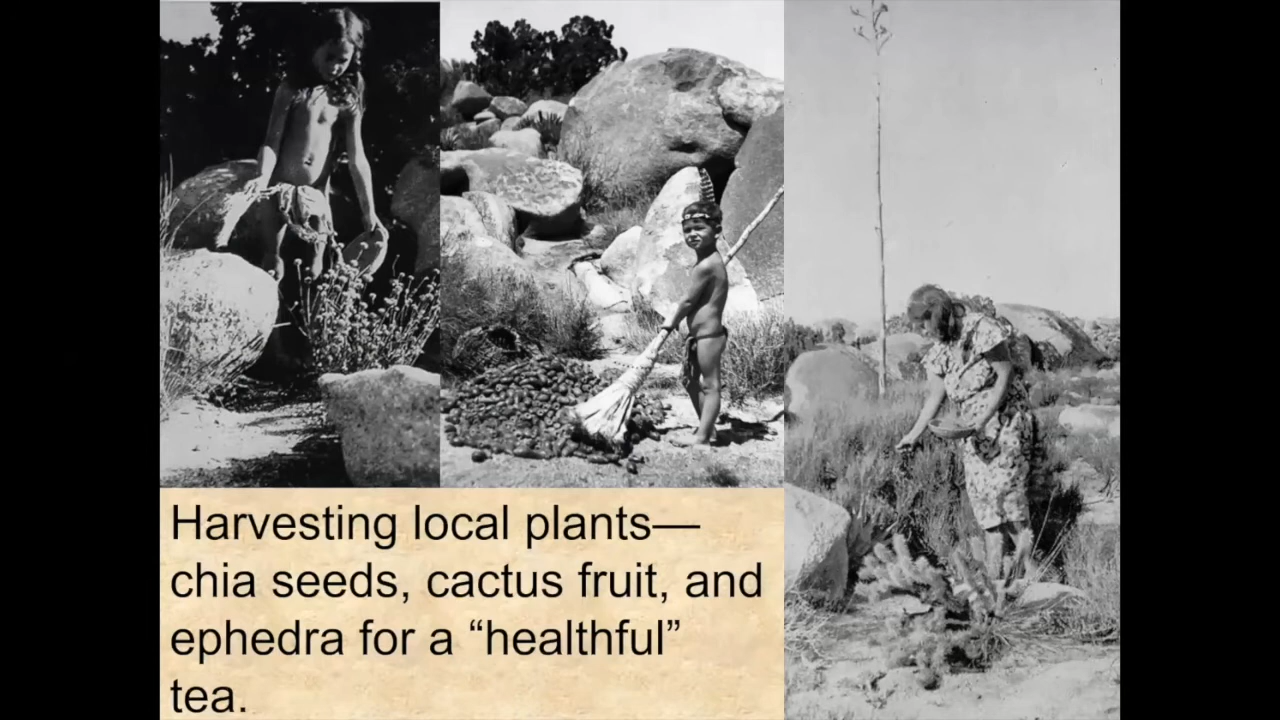 Harvesting local plants—
chia seeds, cactus fruit, and
ephedra for a “healthful”
tea.